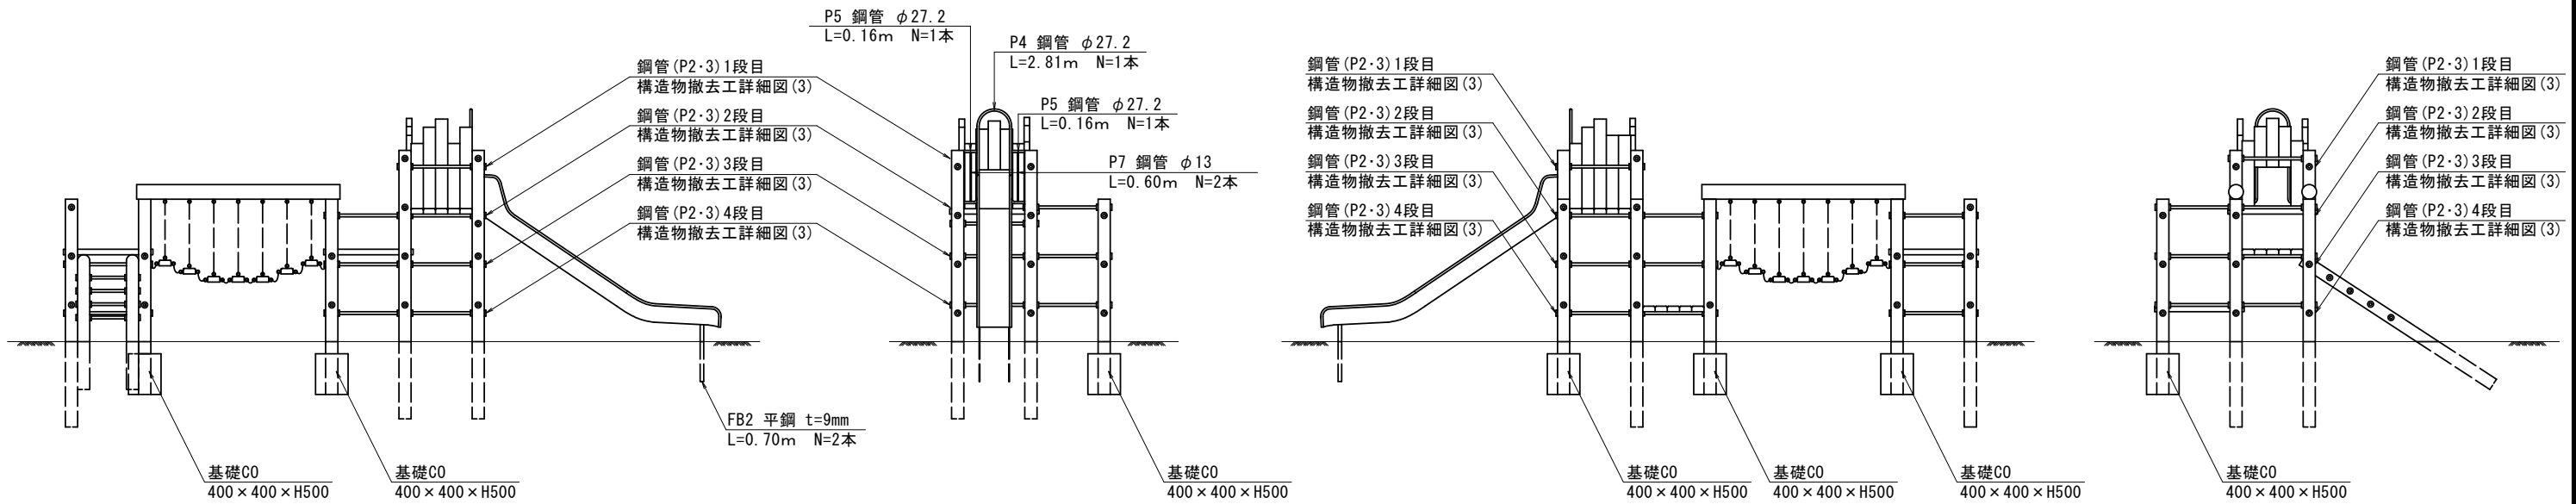 P5 鋼管 φ27.2
L=0.16m N=1本
P4 鋼管 φ27.2
L=2.81m N=1本
P5 鋼管 φ27.2
L=0.16m N=1本
P7 鋼管 φ13
L=0.60m N=2本
鋼管(P2・3)1段目
構造物撤去工詳細図(3)
鋼管(P2・3)2段目
構造物撤去工詳細図(3)
鋼管(P2・3)3段目
構造物撤去工詳細図(3)
鋼管(P2・3)4段目
構造物撤去工詳細図(3)
鋼管(P2・3)1段目
構造物撤去工詳細図(3)
鋼管(P2・3)2段目
構造物撤去工詳細図(3)
鋼管(P2・3)3段目
構造物撤去工詳細図(3)
鋼管(P2・3)4段目
構造物撤去工詳細図(3)
鋼管(P2・3)1段目
構造物撤去工詳細図(3)
鋼管(P2・3)2段目
構造物撤去工詳細図(3)
鋼管(P2・3)3段目
構造物撤去工詳細図(3)
鋼管(P2・3)4段目
構造物撤去工詳細図(3)
FB2 平鋼 t=9mm
L=0.70m N=2本
基礎CO
400×400×H500
基礎CO
400×400×H500
基礎CO
400×400×H500
基礎CO
400×400×H500
基礎CO
400×400×H500
基礎CO
400×400×H500
基礎CO
400×400×H500